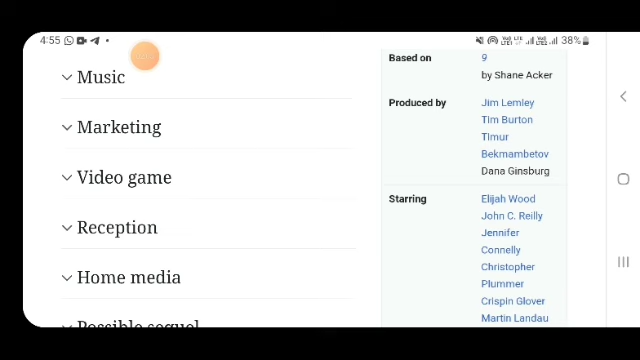 4:55
38%
Music
Marketing
Video game
Reception
Home media
Possible sequel
Based on
9
by Shane Acker
Produced by
Jim Lemley
Tim Burton
Timur
Bekmambetov
Dana Ginsburg
Starring
Elijah Wood
John C. Reilly
Jennifer
Connelly
Christopher
Plummer
Crispin Glover
Martin Landau